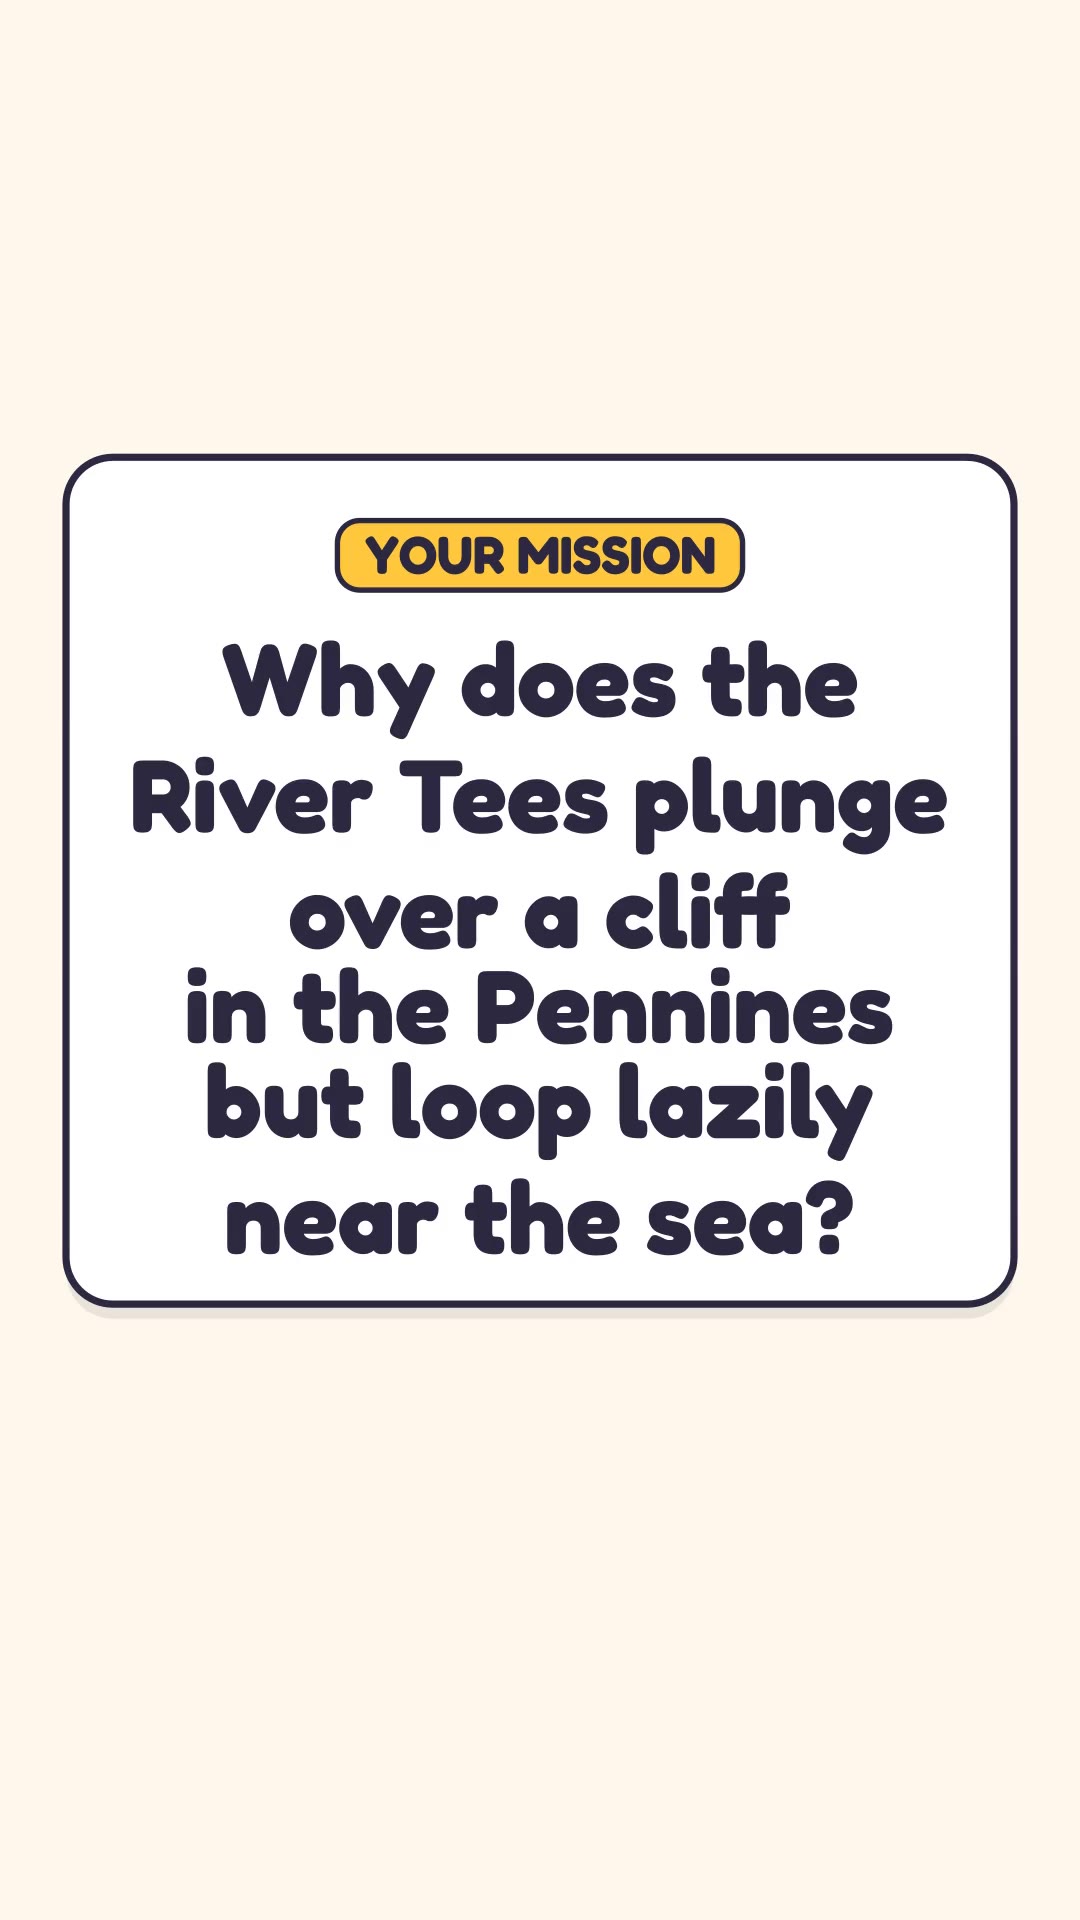 YOUR MISSION
Why does the
River Tees plunge
over a cliff
in the Pennines
but loop lazily
near the sea?